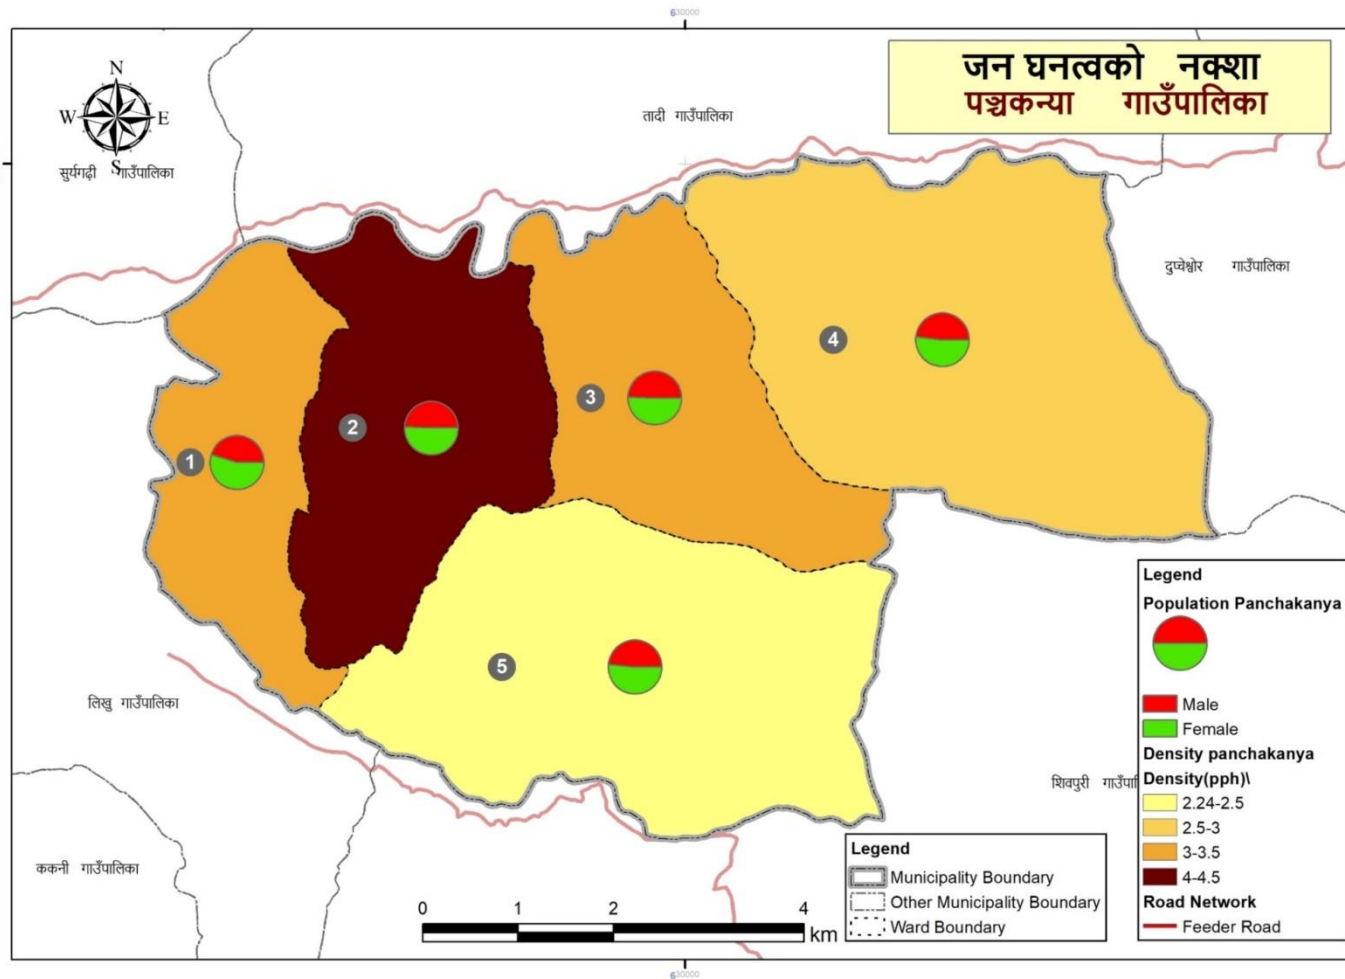 630000
जन घनत्वको नक्शा
पञ्चकन्या गाउँपालिका
N
W E
S
तादी गाउँपालिका
सुर्यगढी गाउँपालिका
दुप्चेश्वोर गाउँपालिका
4
3
2
1
5
लिखु गाउँपालिका
शिवपुरी
ककनी गाउँपालिका
Legend
Population Panchakanya
Male
Female
Density panchakanya
Density(pph)\
2.24-2.5
2.5-3
3-3.5
4-4.5
Road Network
Feeder Road
Legend
Municipality Boundary
Other Municipality Boundary
Ward Boundary
0 1 2 4
km
630000